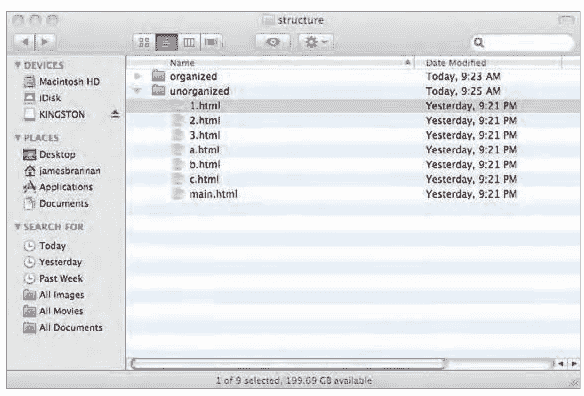 structure
DEVICES
Macintosh HD
iDisk
KINGSTON
PLACES
Desktop
jamesbrannan
Applications
Documents
SEARCH FOR
Today
Yesterday
Past Week
All Images
All Movies
All Documents
Name Date Modified
organized Today, 9:23 AM
unorganized Today, 9:25 AM
1.html Yesterday, 9:21 PM
2.html Yesterday, 9:21 PM
3.html Yesterday, 9:21 PM
a.html Yesterday, 9:21 PM
b.html Yesterday, 9:21 PM
c.html Yesterday, 9:21 PM
main.html Yesterday, 9:21 PM
1 of 9 selected, 199.69 GB available